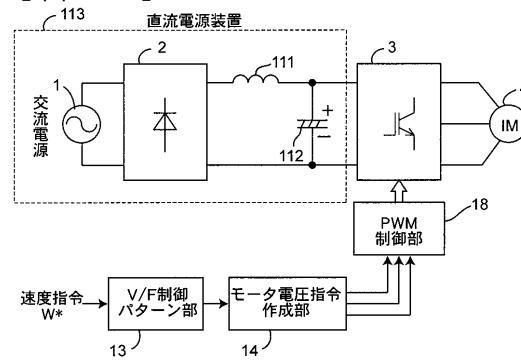 113
直流電源装置
1
交流電源
2
111
+
112
−
3
IM
PWM
制御部
18
速度指令
W*
V/F制御
パターン部
13
モータ電圧指令
作成部
14